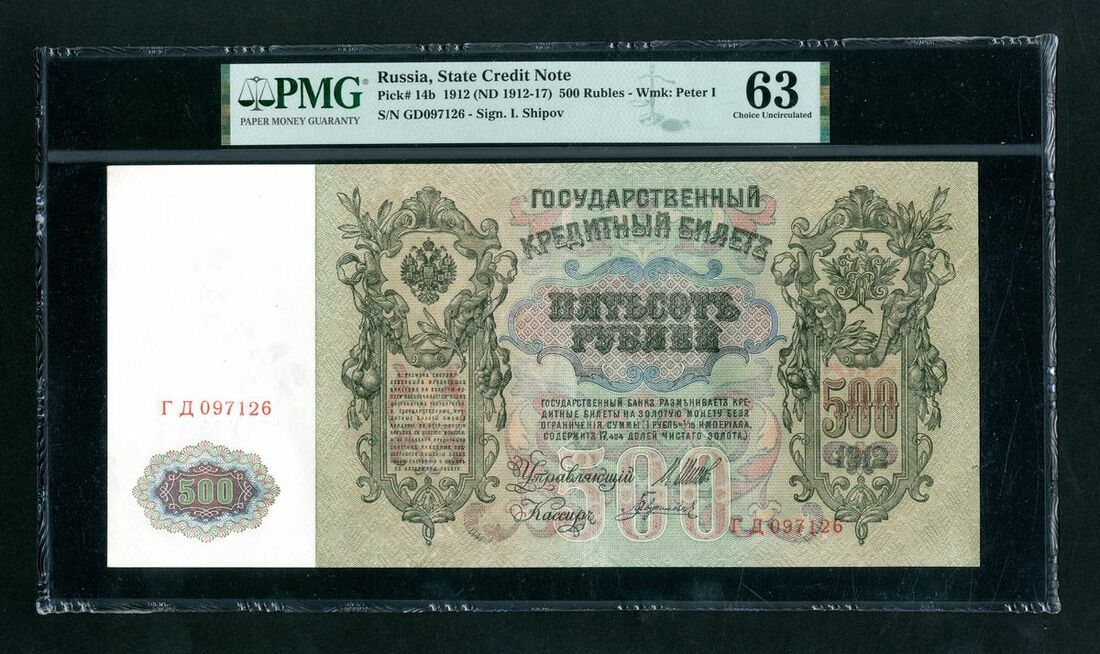 PMG
PAPER MONEY GUARANTY
Russia, State Credit Note
Pick# 14b 1912 (ND 1912-17) 500 Rubles - Wmk: Peter I
S/N GD097126 - Sign. I. Shipov
63
Choice Uncirculated
ГОСУДАРСТВЕННЫЙ
КРЕДИТНЫЙ БИЛЕТЪ
ПЯТЬСОТЪ
РУБЛЕЙ
ГОСУДАРСТВЕННЫЙ БАНКЪ РАЗМѢНИВАЕТЪ КРЕ-
ДИТНЫЕ БИЛЕТЫ НА ЗОЛОТУЮ МОНЕТУ БЕЗЪ
ОГРАНИЧЕНІЯ СУММЫ (1 РУБЛЬ=1/15 ИМПЕРІАЛА,
СОДЕРЖИТЪ 17,424 ДОЛЕЙ ЧИСТАГО ЗОЛОТА.)
500
1912
Г Д 097126
500
Управляющій
Кассиръ
500
Г Д 097126